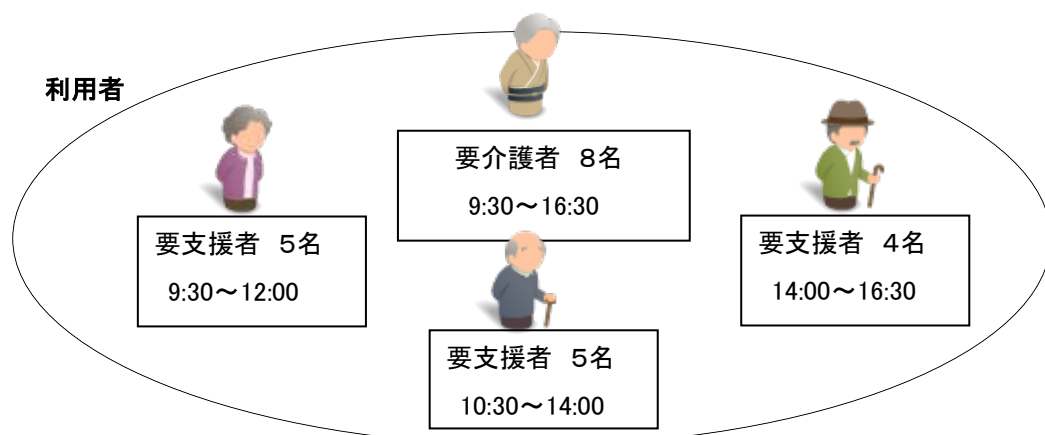 利用者
要介護者　８名
9:30～16:30
要支援者　５名
9:30～12:00
要支援者　４名
14:00～16:30
要支援者　５名
10:30～14:00